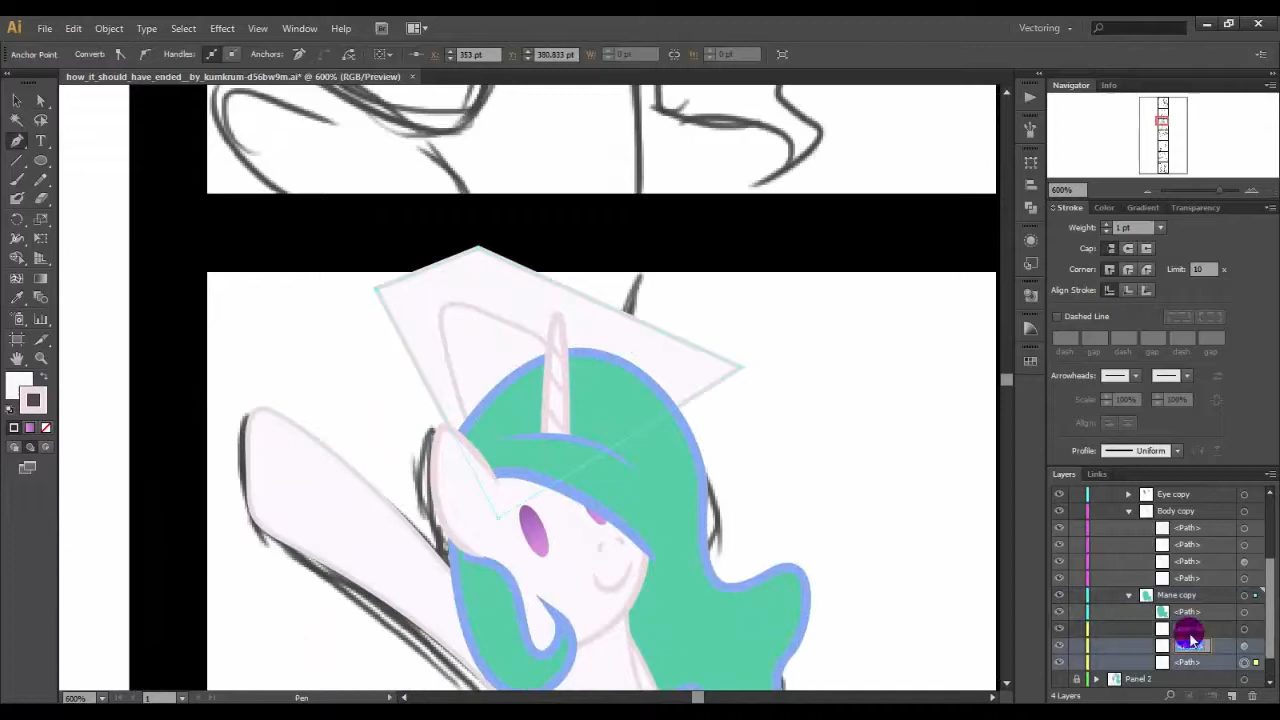 Ai File Edit Object Type Select Effect View Window Help Br Vectoring
Anchor Point Convert: Handles: Anchors: X: 353 pt Y: 380.833 pt W: 0 pt H: 0 pt
how_it_should_have_ended__by_kumkrum-d56bw9m.ai* @ 600% (RGB/Preview) ×
Navigator Info
600%
Stroke Color Gradient Transparency
Weight: 1 pt
Cap:
Corner: Limit: 10 x
Align Stroke:
Dashed Line
dash gap dash gap dash gap
Arrowheads:
Scale: 100% 100%
Align:
Profile: Uniform
Layers Links
Eye copy
Body copy
<Path>
<Path>
<Path>
<Path>
Mane copy
<Path>
<Path>
Panel 2
4 Layers
600% 1 Pen